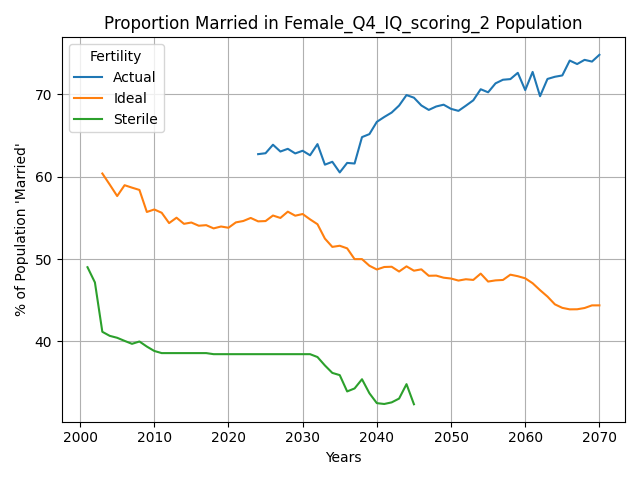 Proportion Married in Female_Q4_IQ_scoring_2 Population
Fertility
Actual
Ideal
Sterile
% of Population 'Married'
70
60
50
40
2000 2010 2020 2030 2040 2050 2060 2070
Years